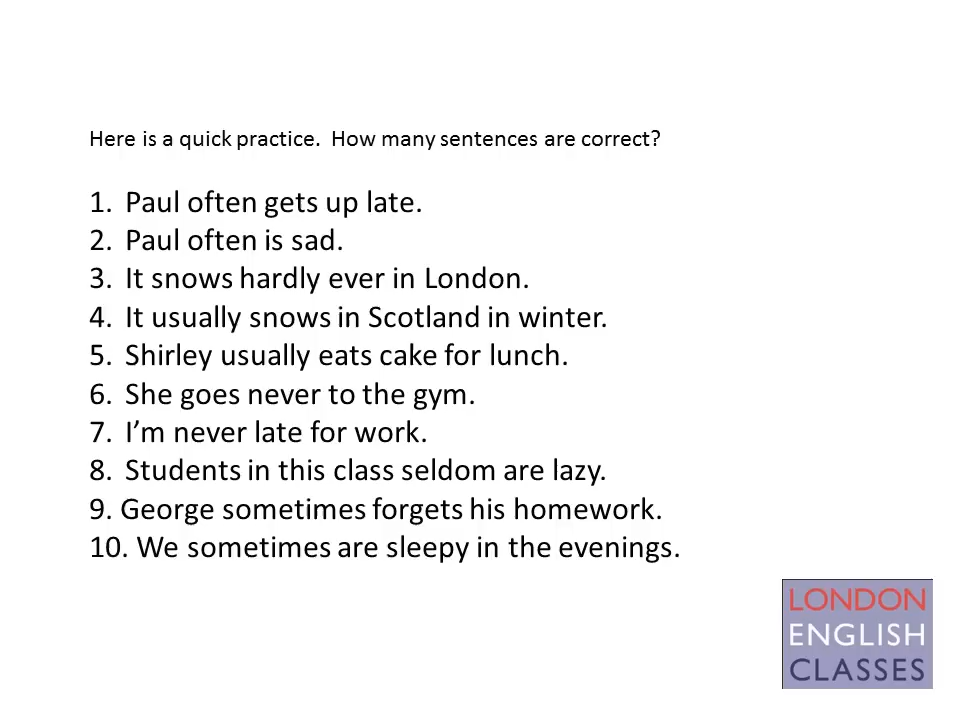 Here is a quick practice.  How many sentences are correct?
1. Paul often gets up late.
2. Paul often is sad.
3. It snows hardly ever in London.
4. It usually snows in Scotland in winter.
5. Shirley usually eats cake for lunch.
6. She goes never to the gym.
7. I’m never late for work.
8. Students in this class seldom are lazy.
9. George sometimes forgets his homework.
10. We sometimes are sleepy in the evenings.
LONDON
ENGLISH
CLASSES